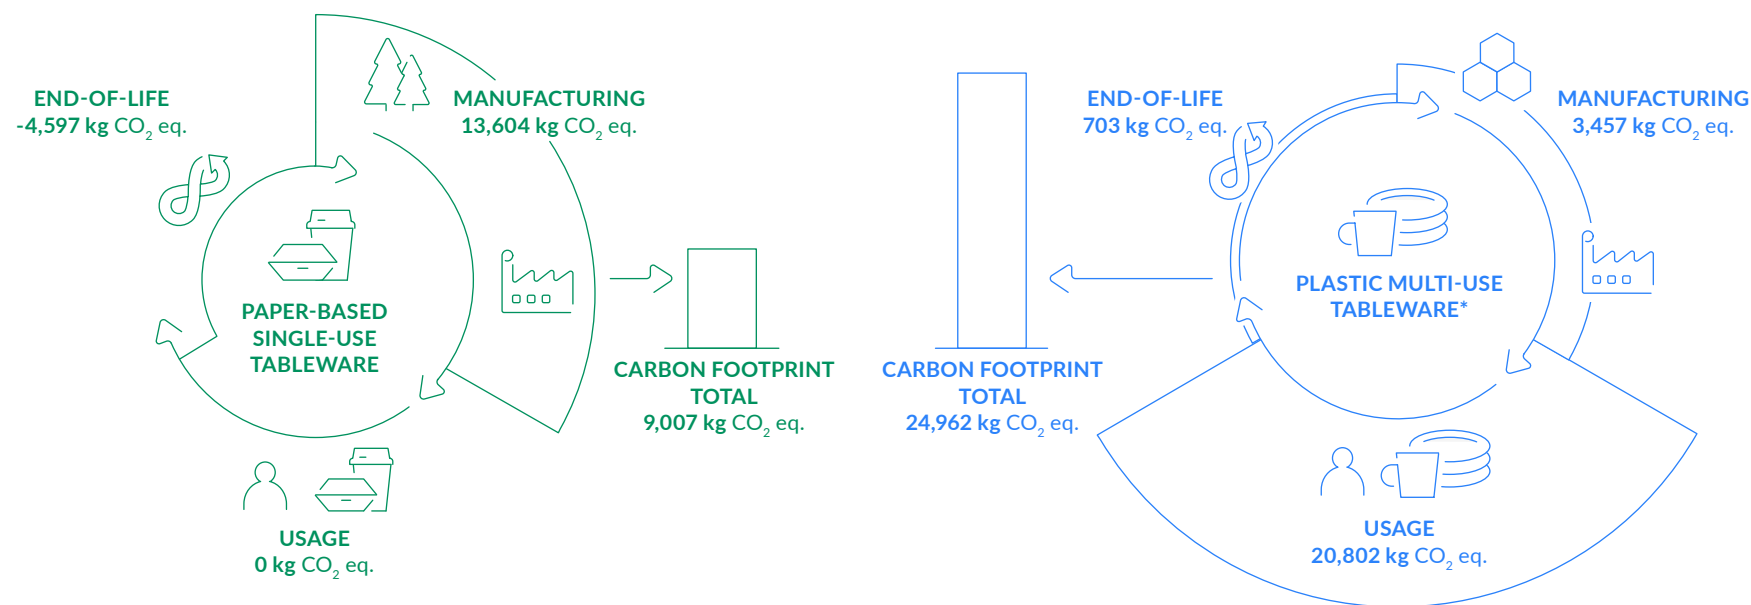 END-OF-LIFE
-4,597 kg CO₂ eq.
MANUFACTURING
13,604 kg CO₂ eq.
PAPER-BASED
SINGLE-USE
TABLEWARE
USAGE
0 kg CO₂ eq.
CARBON FOOTPRINT
TOTAL
9,007 kg CO₂ eq.
CARBON FOOTPRINT
TOTAL
24,962 kg CO₂ eq.
END-OF-LIFE
703 kg CO₂ eq.
MANUFACTURING
3,457 kg CO₂ eq.
PLASTIC MULTI-USE
TABLEWARE*
USAGE
20,802 kg CO₂ eq.